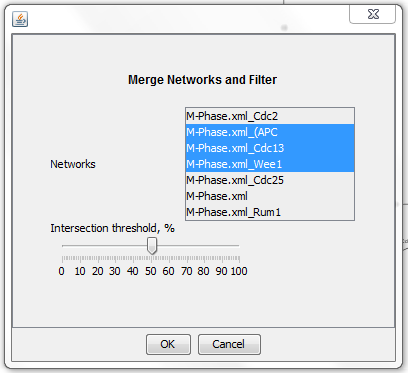 Merge Networks and Filter
Networks
M-Phase.xml_Cdc2
M-Phase.xml_(APC
M-Phase.xml_Cdc13
M-Phase.xml_Wee1
M-Phase.xml_Cdc25
M-Phase.xml
M-Phase.xml_Rum1
Intersection threshold, %
0 10 20 30 40 50 60 70 80 90 100
OK Cancel